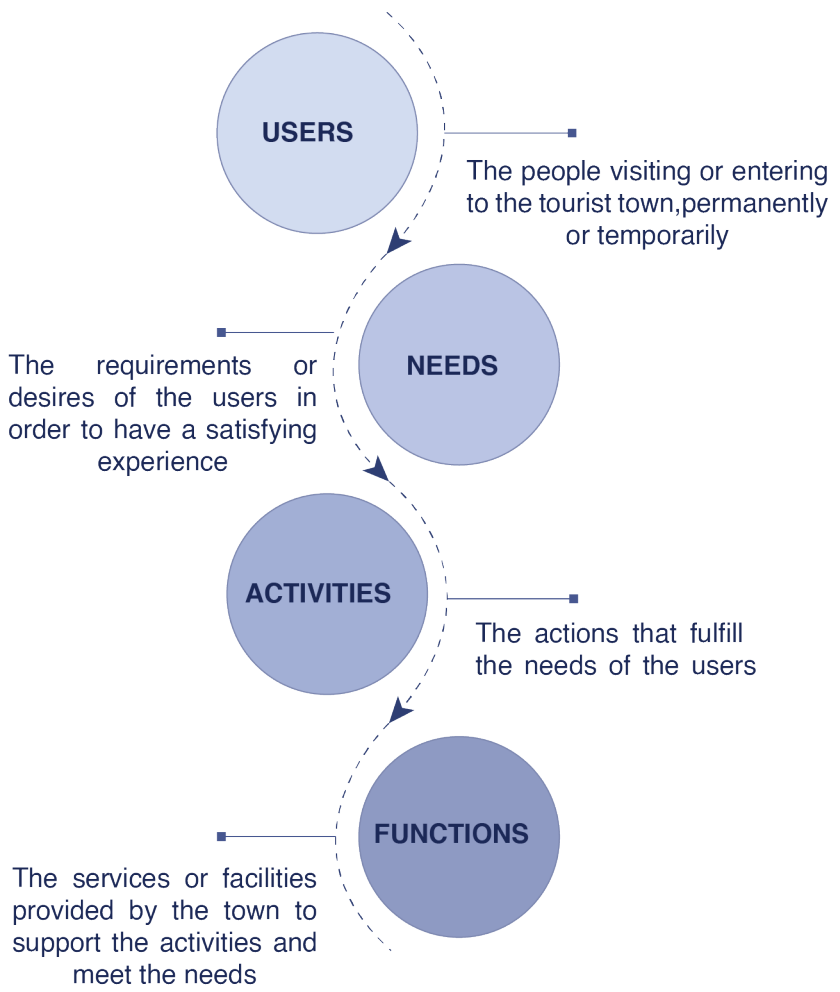 USERS
The people visiting or entering
to the tourist town,permanently
or temporarily
NEEDS
The requirements or
desires of the users in
order to have a satisfying
experience
ACTIVITIES
The actions that fulfill
the needs of the users
FUNCTIONS
The services or facilities
provided by the town to
support the activities and
meet the needs